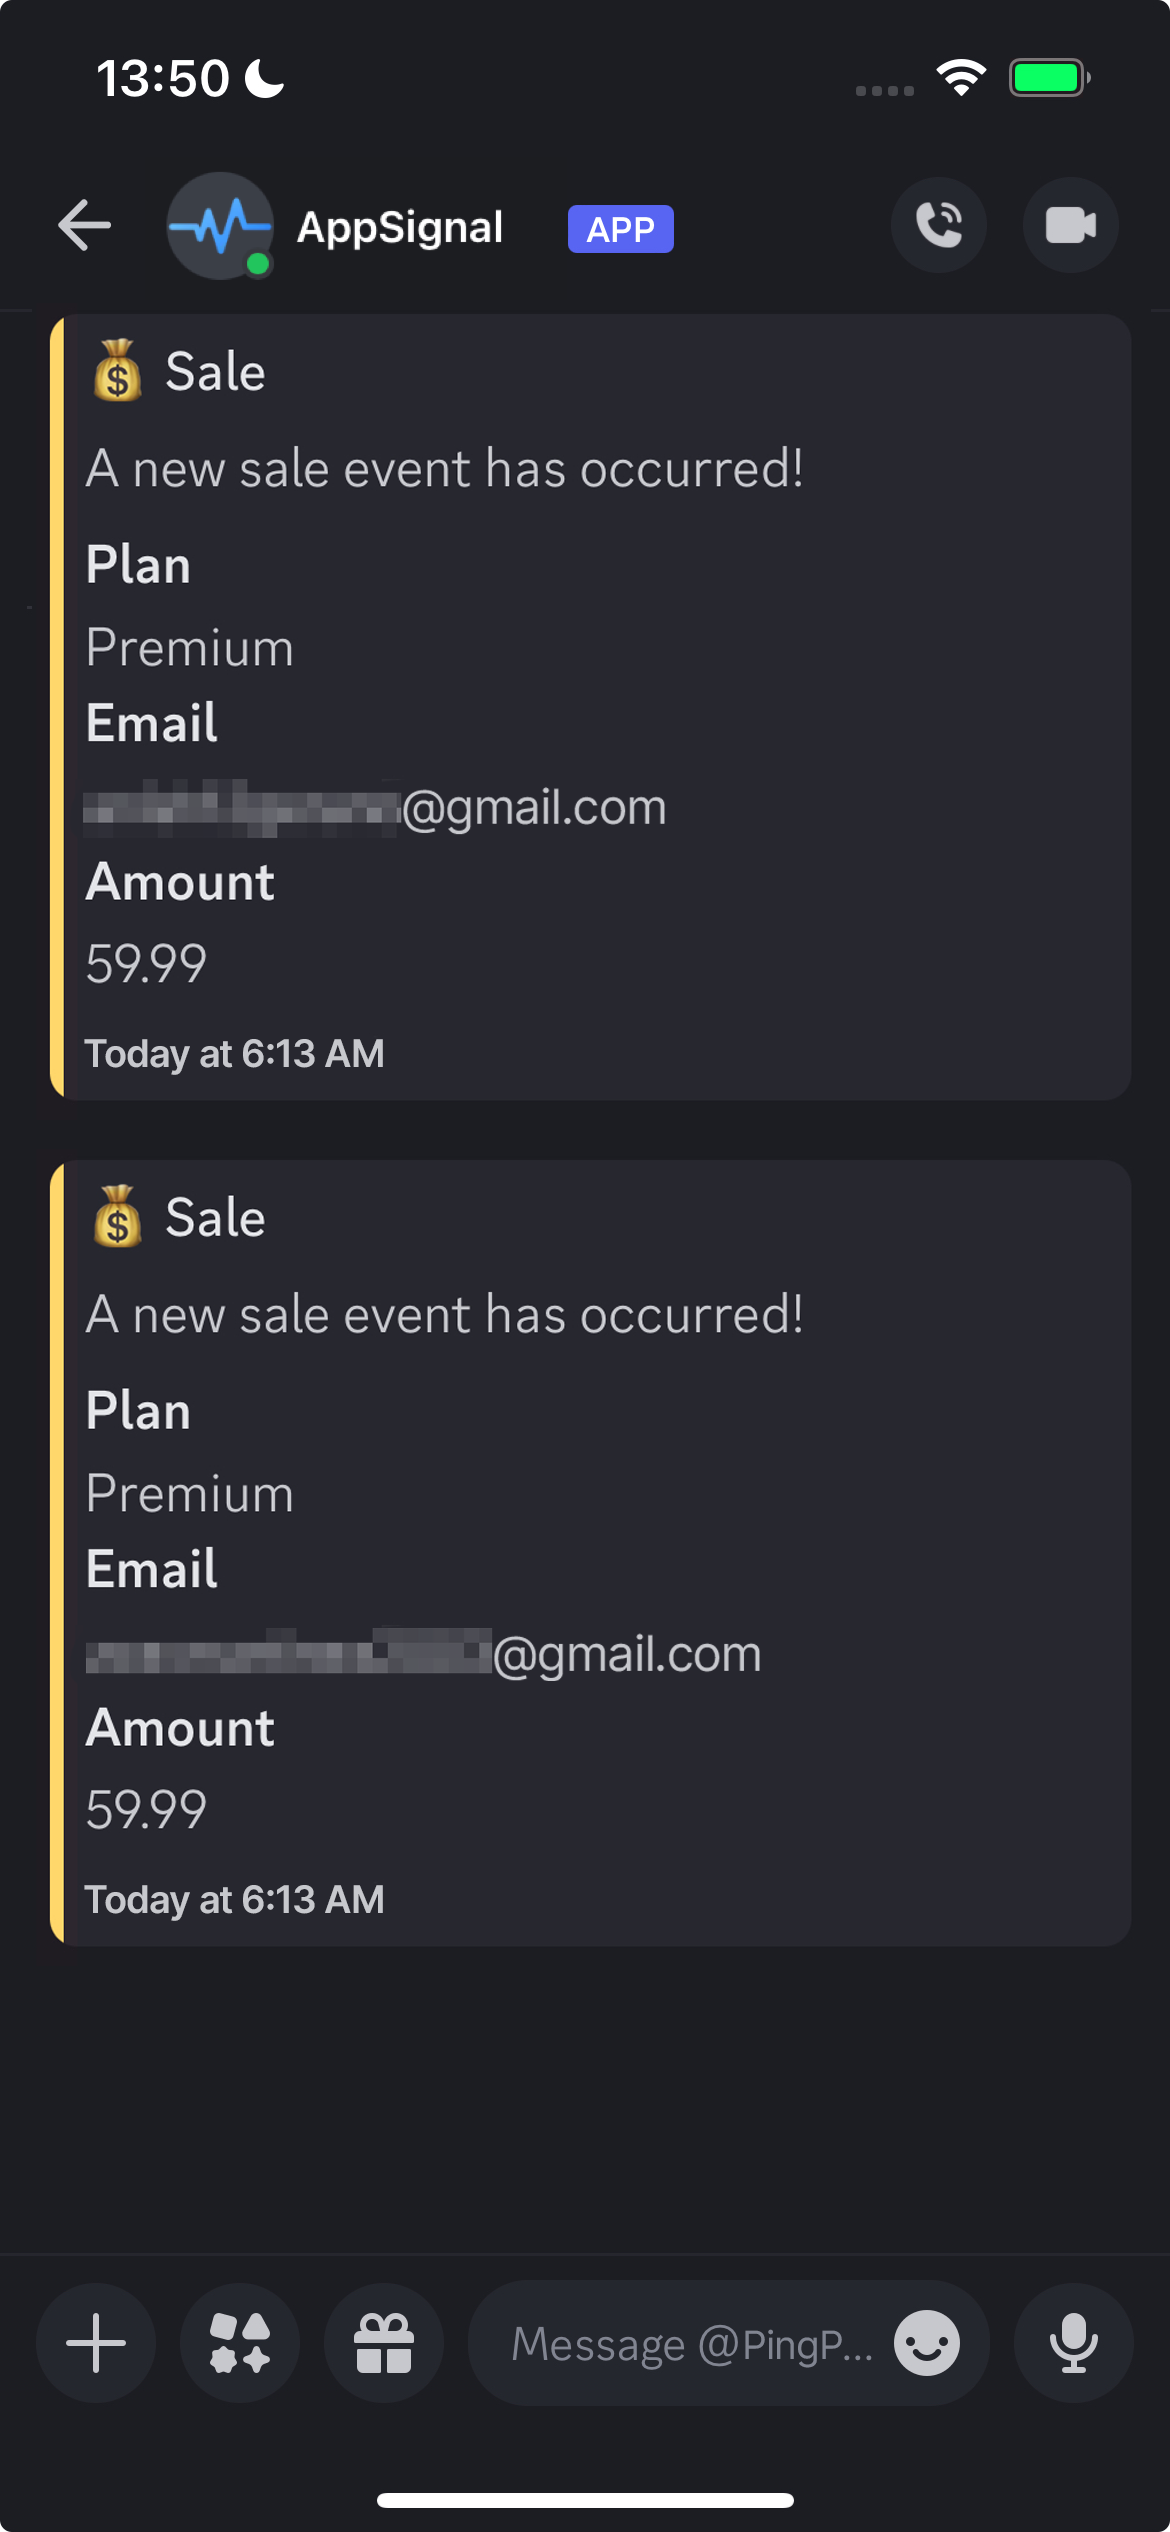 13:50
AppSignal APP
Sale
A new sale event has occurred!
Plan
Premium
Email
@gmail.com
Amount
59.99
Today at 6:13 AM
Sale
A new sale event has occurred!
Plan
Premium
Email
@gmail.com
Amount
59.99
Today at 6:13 AM
Message @PingP...